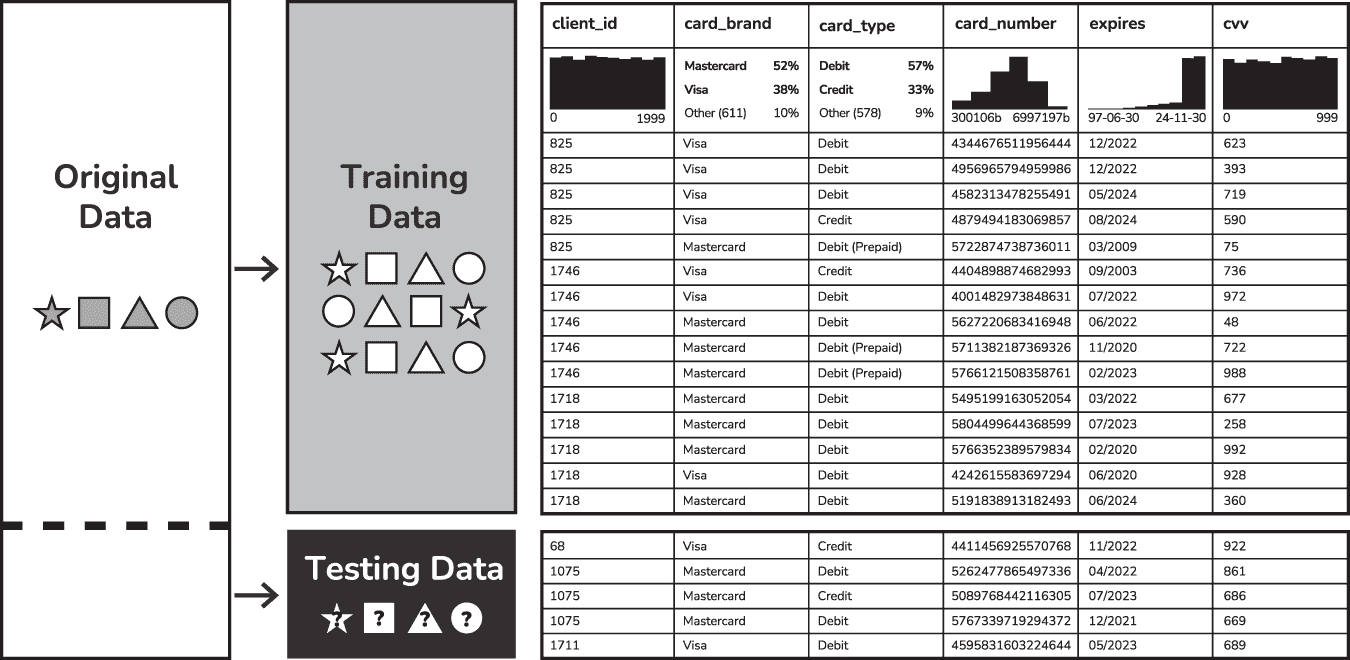 Original
Data
Training
Data
Testing Data
? ? ? ?
client_id card_brand card_type card_number expires cvv
Mastercard 52% Debit 57%
Visa 38% Credit 33%
Other (611) 10% Other (578) 9%
0 1999 300106b 6997197b 97-06-30 24-11-30 0 999
825 Visa Debit 4344676511956444 12/2022 623
825 Visa Debit 4956965794959986 12/2022 393
825 Visa Debit 4582313478255491 05/2024 719
825 Visa Credit 4879494183069857 08/2024 590
825 Mastercard Debit (Prepaid) 5722874738736011 03/2009 75
1746 Visa Credit 4404898874682993 09/2003 736
1746 Visa Debit 4001482973848631 07/2022 972
1746 Mastercard Debit 5627220683416948 06/2022 48
1746 Mastercard Debit (Prepaid) 5711382187369326 11/2020 722
1746 Mastercard Debit (Prepaid) 5766121508358761 02/2023 988
1718 Mastercard Debit 5495199163052054 03/2022 677
1718 Mastercard Debit 5804499644368599 07/2023 258
1718 Mastercard Debit 5766352389579834 02/2020 992
1718 Visa Debit 4242615583697294 06/2020 928
1718 Mastercard Debit 5191838913182493 06/2024 360
68 Visa Credit 4411456925570768 11/2022 922
1075 Mastercard Debit 5262477865497336 04/2022 861
1075 Mastercard Credit 5089768442116305 07/2023 686
1075 Mastercard Debit 5767339719294372 12/2021 669
1711 Visa Debit 4595831603224644 05/2023 689